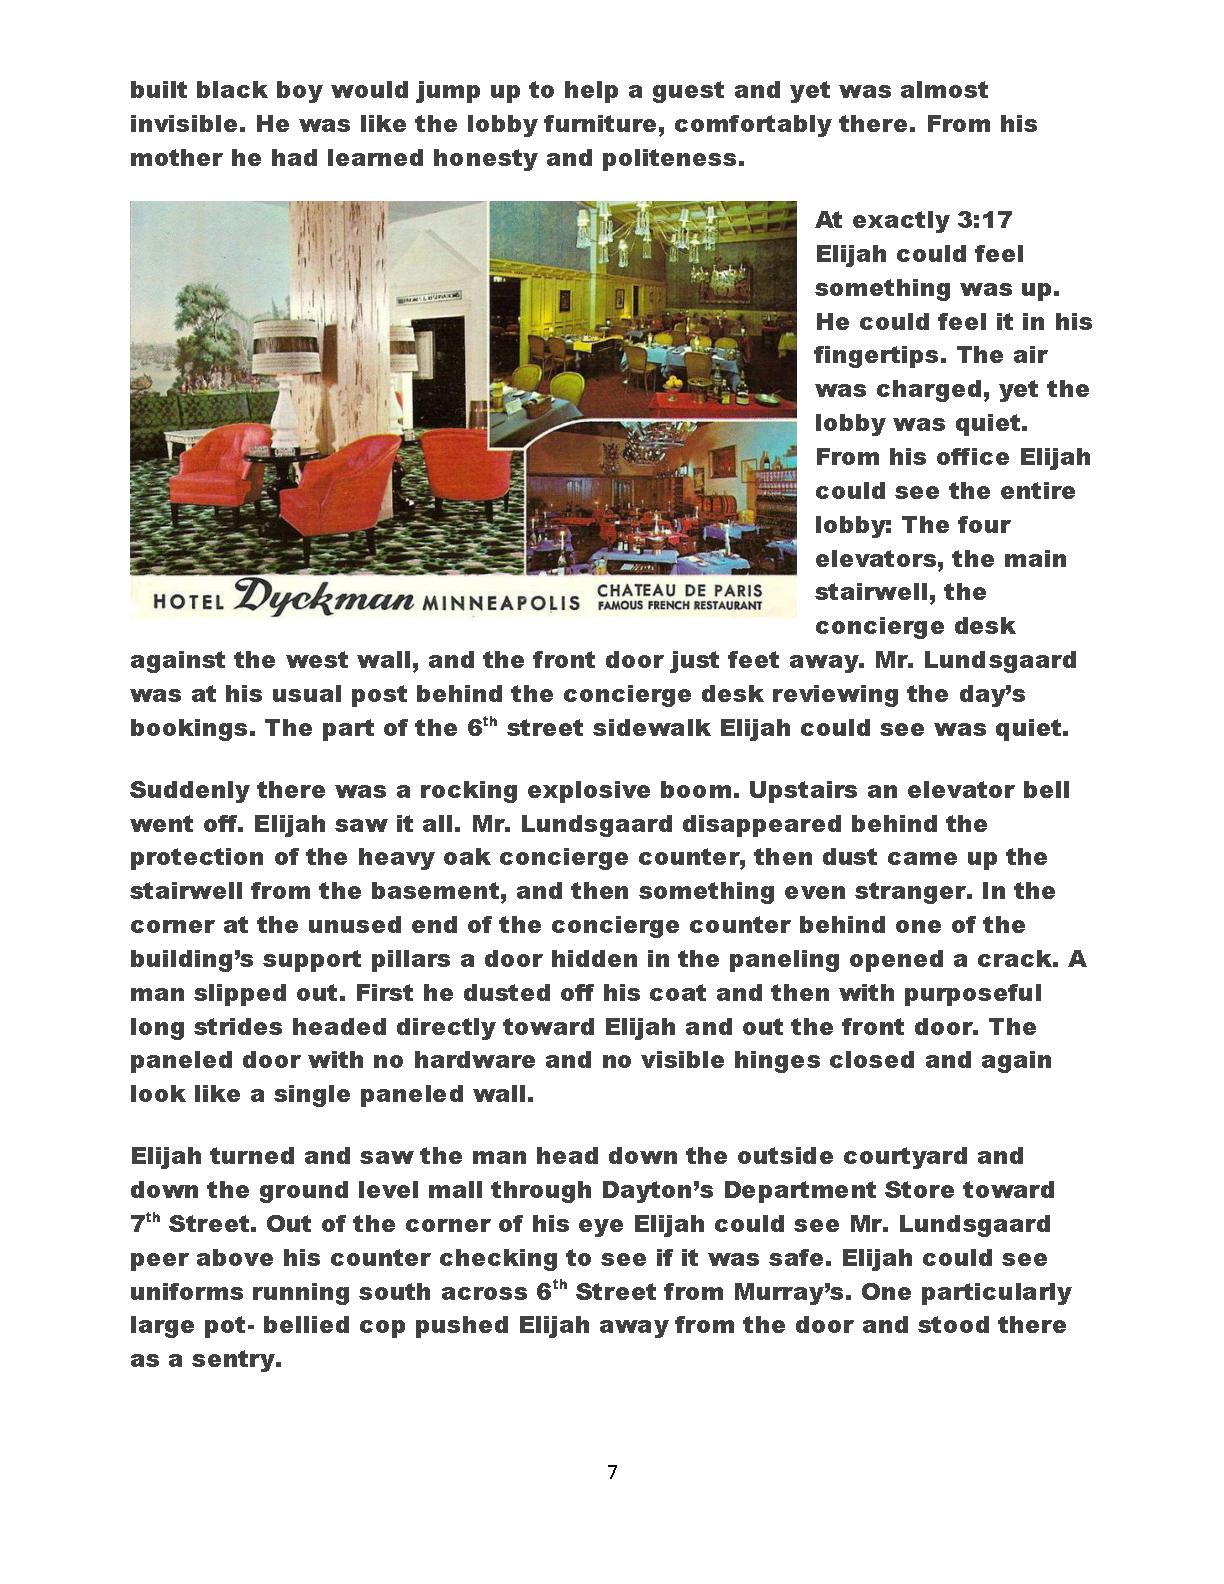 built black boy would jump up to help a guest and yet was almost
invisible. He was like the lobby furniture, comfortably there. From his
mother he had learned honesty and politeness.
At exactly 3:17
Elijah could feel
something was up.
He could feel it in his
fingertips. The air
was charged, yet the
lobby was quiet.
From his office Elijah
could see the entire
lobby: The four
elevators, the main
stairwell, the
concierge desk
HOTEL Dyckman MINNEAPOLIS
CHATEAU DE PARIS
FAMOUS FRENCH RESTAURANT
against the west wall, and the front door just feet away. Mr. Lundsgaard
was at his usual post behind the concierge desk reviewing the day’s
bookings. The part of the 6th street sidewalk Elijah could see was quiet.
Suddenly there was a rocking explosive boom. Upstairs an elevator bell
went off. Elijah saw it all. Mr. Lundsgaard disappeared behind the
protection of the heavy oak concierge counter, then dust came up the
stairwell from the basement, and then something even stranger. In the
corner at the unused end of the concierge counter behind one of the
building’s support pillars a door hidden in the paneling opened a crack. A
man slipped out. First he dusted off his coat and then with purposeful
long strides headed directly toward Elijah and out the front door. The
paneled door with no hardware and no visible hinges closed and again
look like a single paneled wall.
Elijah turned and saw the man head down the outside courtyard and
down the ground level mall through Dayton’s Department Store toward
7th Street. Out of the corner of his eye Elijah could see Mr. Lundsgaard
peer above his counter checking to see if it was safe. Elijah could see
uniforms running south across 6th Street from Murray’s. One particularly
large pot- bellied cop pushed Elijah away from the door and stood there
as a sentry.
7